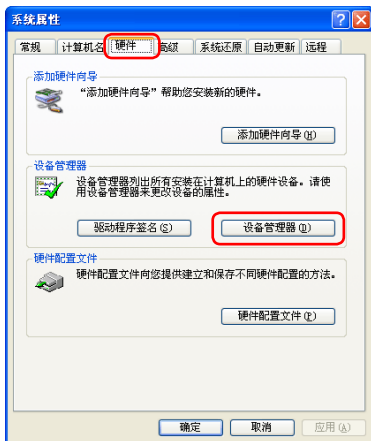 系统属性
常规 计算机名 硬件 高级 系统还原 自动更新 远程
添加硬件向导
“添加硬件向导”帮助您安装新的硬件。
添加硬件向导(H)
设备管理器
设备管理器列出所有安装在计算机上的硬件设备。请使
用设备管理器来更改设备的属性。
驱动程序签名(S) 设备管理器(D)
硬件配置文件
硬件配置文件向您提供建立和保存不同硬件配置的方法。
硬件配置文件(P)
确定 取消 应用(A)